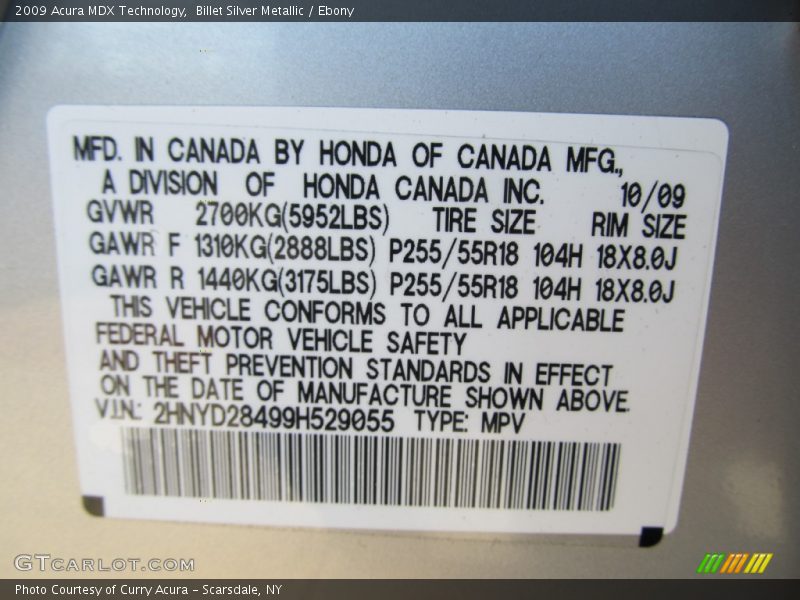 2009 Acura MDX Technology, Billet Silver Metallic / Ebony
MFD. IN CANADA BY HONDA OF CANADA MFG.,
A DIVISION OF HONDA CANADA INC. 10/09
GVWR 2700KG(5952LBS) TIRE SIZE RIM SIZE
GAWR F 1310KG(2888LBS) P255/55R18 104H 18X8.0J
GAWR R 1440KG(3175LBS) P255/55R18 104H 18X8.0J
THIS VEHICLE CONFORMS TO ALL APPLICABLE
FEDERAL MOTOR VEHICLE SAFETY
AND THEFT PREVENTION STANDARDS IN EFFECT
ON THE DATE OF MANUFACTURE SHOWN ABOVE.
V.I.N.: 2HNYD28499H529055 TYPE: MPV
GTCARLOT.COM
Photo Courtesy of Curry Acura - Scarsdale, NY